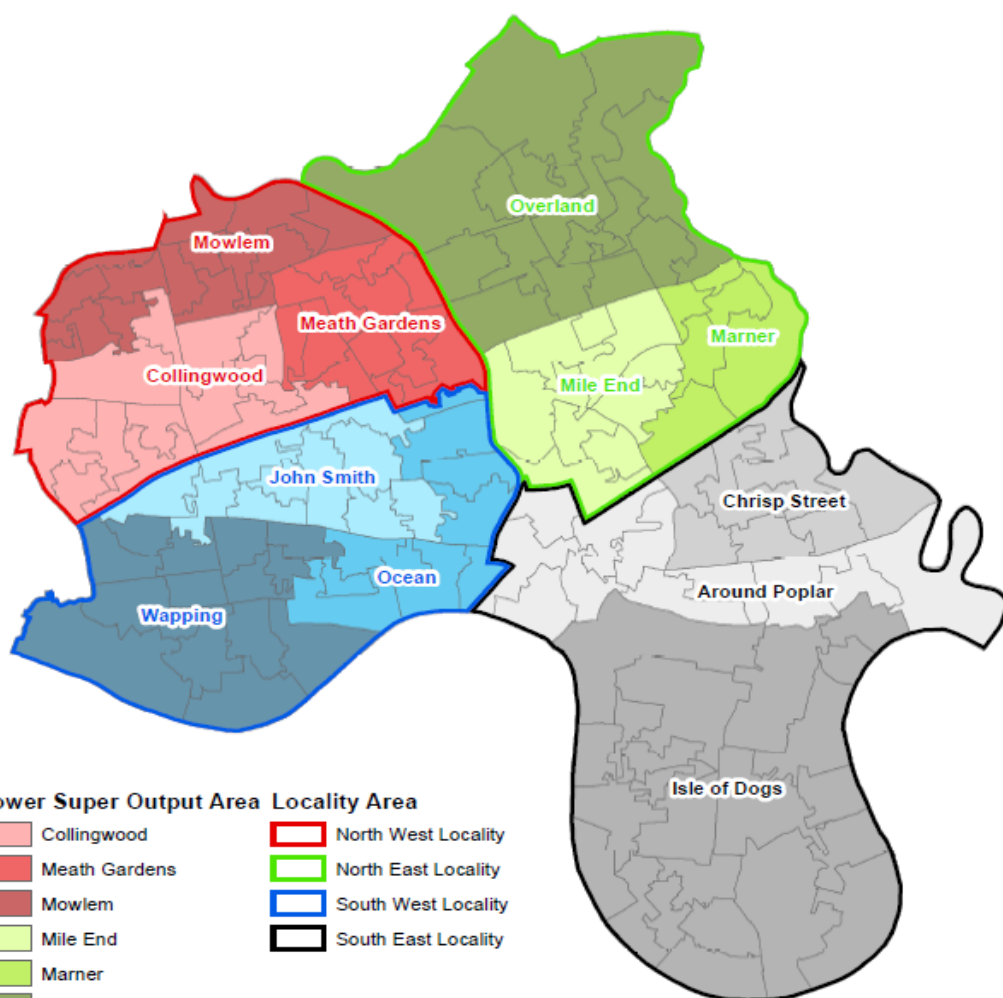 Overland
Mowlem
Meath Gardens
Marner
Collingwood
Mile End
John Smith
Chrisp Street
Ocean
Around Poplar
Wapping
Isle of Dogs
Super Output Area Locality Area
Collingwood North West Locality
Meath Gardens North East Locality
Mowlem South West Locality
Mile End South East Locality
Marner